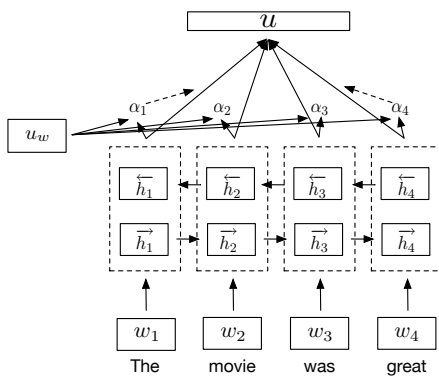 u
α₁ α₂ α₃ α₄
u_w
←h₁ ←h₂ ←h₃ ←h₄
→h₁ →h₂ →h₃ →h₄
w₁ w₂ w₃ w₄
The movie was great